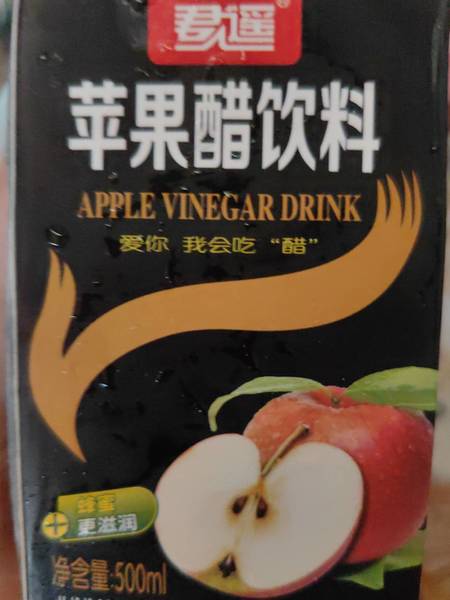 君遥®
苹果醋饮料
APPLE VINEGAR DRINK
爱你 我会吃“醋”
蜂蜜
+ 更滋润
净含量:500ml